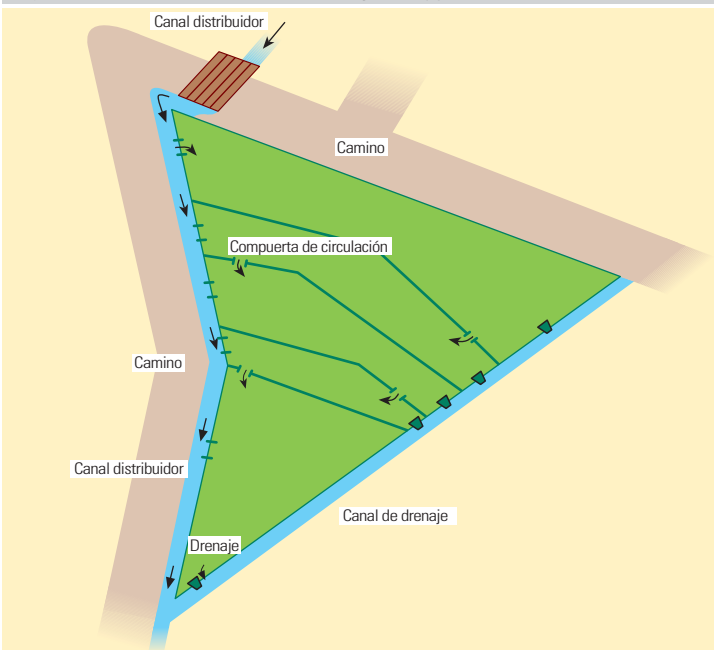 Canal distribuidor
Camino
Compuerta de circulación
Camino
Canal distribuidor
Canal de drenaje
Drenaje